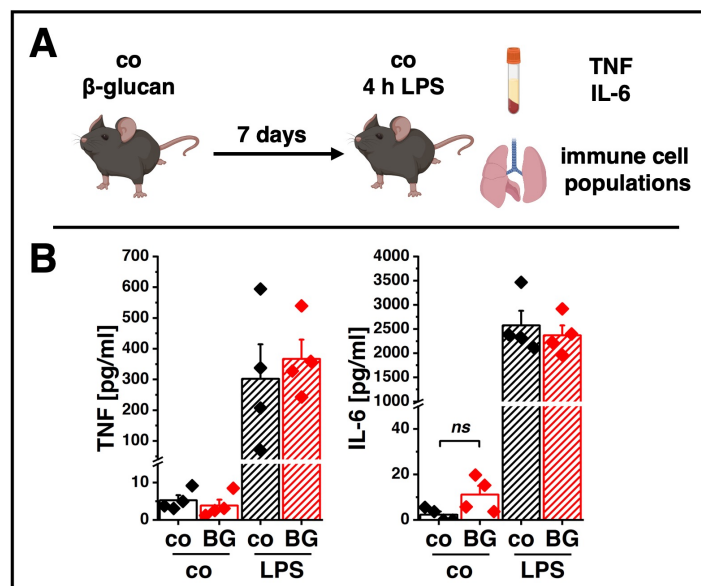 A
co
β-glucan
7 days
co
4 h LPS
TNF
IL-6
immune cell
populations
B
TNF [pg/ml]
700
600
500
400
300
200
100
10
0
co BG co BG
co LPS
IL-6 [pg/ml]
4000
3500
3000
2500
2000
1500
1000
40
20
0
ns
co BG co BG
co LPS